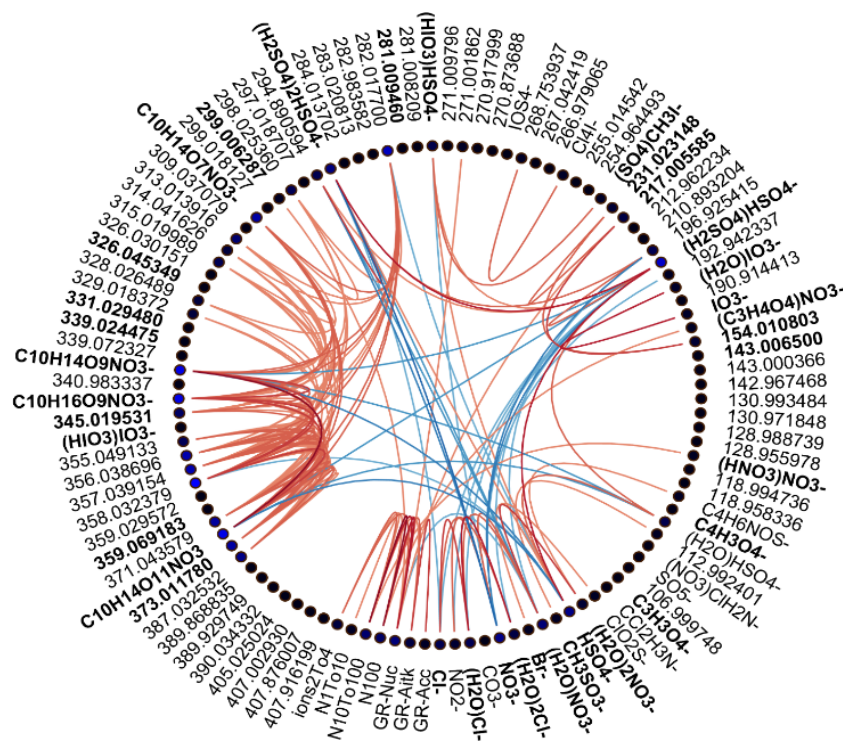 (HIO3)HSO4-
271.009796
271.001862
270.917999
270.873688
IOS4-
268.753937
267.042419
266.979065
Cl4I-
255.014542
254.964493
(SO4)CH3I-
231.023148
217.005585
212.962234
210.893204
196.925415
(H2SO4)HSO4-
192.942337
(H2O)IO3-
190.914413
IO3-
(C3H4O4)NO3-
154.010803
143.006500
143.000366
142.967468
130.993484
130.971848
128.988739
128.955978
(HNO3)NO3-
118.994736
118.958336
C4H6NOS-
C4H3O4-
(H2O)HSO4-
112.992401
(NO3)ClH2N-
SO5-
106.999748
C3H3O4-
CCl2H3N-
ClO2S-
(H2O)2NO3-
HSO4-
CH3SO3-
(H2O)NO3-
Br-
(H2O)2Cl-
NO3-
CO3-
(H2O)Cl-
NO2-
Cl-
GR-Acc
GR-Aitk
GR-Nuc
N100
N10To100
N1To10
ions2To4
407.916199
407.876007
407.002930
405.025024
390.034332
389.929749
389.868835
387.032532
373.011780
C10H14O11NO3-
371.043579
359.069183
359.029572
358.032379
357.039154
356.038696
355.049133
(HIO3)IO3-
345.019531
C10H16O9NO3-
340.983337
C10H14O9NO3-
339.072327
339.024475
331.029480
329.018372
328.026489
326.045349
326.030151
315.019989
314.041626
313.013916
309.037079
C10H14O7NO3-
299.018127
299.006287
298.025360
297.018707
294.890594
(H2SO4)2HSO4-
284.013702
283.020813
282.983582
282.017700
281.009460
281.008209